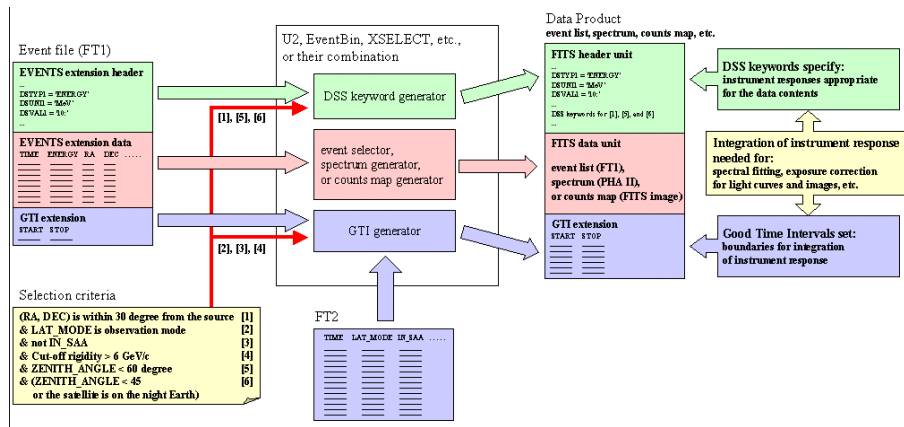 Event file (FT1)
EVENTS extension header
...
DSTYP1 = 'ENERGY'
DSUNI1 = 'MeV'
DSVAL1 = '10:'
...
EVENTS extension data
TIME ENERGY RA DEC .....
GTI extension
START STOP
Selection criteria
(RA, DEC) is within 30 degree from the source [1]
& LAT_MODE is observation mode [2]
& not IN_SAA [3]
& Cut-off rigidity > 6 GeV/c [4]
& ZENITH_ANGLE < 60 degree [5]
& (ZENITH_ANGLE < 45 [6]
or the satellite is on the night Earth)
[1], [5], [6]
[2], [3], [4]
U2, EventBin, XSELECT, etc.,
or their combination
DSS keyword generator
event selector,
spectrum generator,
or counts map generator
GTI generator
FT2
TIME LAT_MODE IN_SAA .....
Data Product
event list, spectrum, counts map, etc.
FITS header unit
...
DSTYP1 = 'ENERGY'
DSUNI1 = 'MeV'
DSVAL1 = '10:'
...
DSS keywords for [1], [5], and [6]
...
FITS data unit
event list (FT1),
spectrum (PHA II),
or counts map (FITS image)
GTI extension
START STOP
DSS keywords specify:
instrument responses appropriate
for the data contents
Integration of instrument response
needed for:
spectral fitting, exposure correction
for light curves and images, etc.
Good Time Intervals set:
boundaries for integration
of instrument response